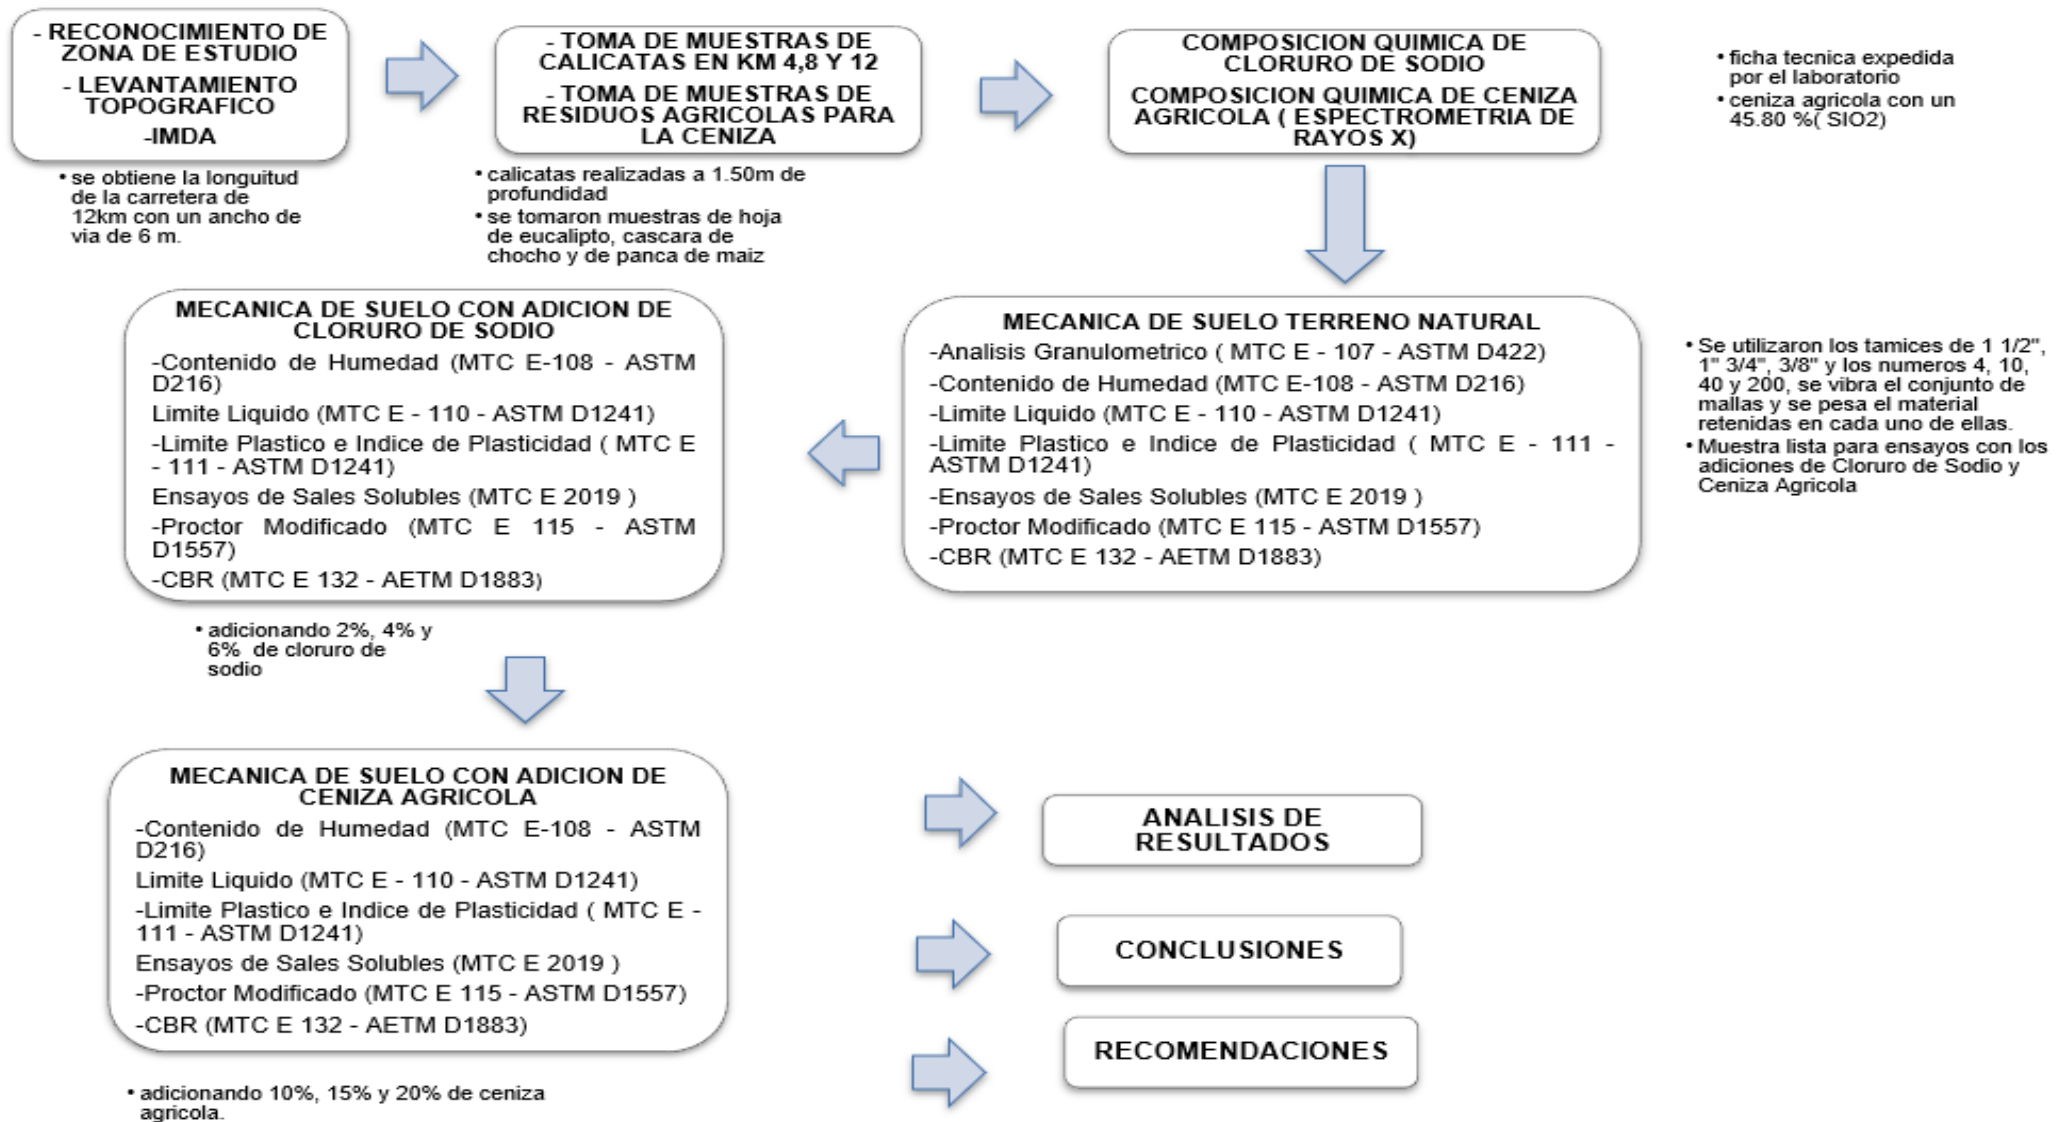 - RECONOCIMIENTO DE
ZONA DE ESTUDIO
- LEVANTAMIENTO
TOPOGRAFICO
-IMDA
• se obtiene la longuitud
de la carretera de
12km con un ancho de
via de 6 m.
- TOMA DE MUESTRAS DE
CALICATAS EN KM 4,8 Y 12
- TOMA DE MUESTRAS DE
RESIDUOS AGRICOLAS PARA
LA CENIZA
• calicatas realizadas a 1.50m de
profundidad
• se tomaron muestras de hoja
de eucalipto, cascara de
chocho y de panca de maiz
COMPOSICION QUIMICA DE
CLORURO DE SODIO
COMPOSICION QUIMICA DE CENIZA
AGRICOLA ( ESPECTROMETRIA DE
RAYOS X)
• ficha tecnica expedida
por el laboratorio
• ceniza agricola con un
45.80 %( SIO2)
MECANICA DE SUELO TERRENO NATURAL
-Analisis Granulometrico ( MTC E - 107 - ASTM D422)
-Contenido de Humedad (MTC E-108 - ASTM D216)
-Limite Liquido (MTC E - 110 - ASTM D1241)
-Limite Plastico e Indice de Plasticidad ( MTC E - 111 -
ASTM D1241)
-Ensayos de Sales Solubles (MTC E 2019 )
-Proctor Modificado (MTC E 115 - ASTM D1557)
-CBR (MTC E 132 - AETM D1883)
• Se utilizaron los tamices de 1 1/2",
1" 3/4", 3/8" y los numeros 4, 10,
40 y 200, se vibra el conjunto de
mallas y se pesa el material
retenidas en cada uno de ellas.
• Muestra lista para ensayos con los
adiciones de Cloruro de Sodio y
Ceniza Agricola
MECANICA DE SUELO CON ADICION DE
CLORURO DE SODIO
-Contenido de Humedad (MTC E-108 - ASTM
D216)
Limite Liquido (MTC E - 110 - ASTM D1241)
-Limite Plastico e Indice de Plasticidad ( MTC E
- 111 - ASTM D1241)
Ensayos de Sales Solubles (MTC E 2019 )
-Proctor Modificado (MTC E 115 - ASTM
D1557)
-CBR (MTC E 132 - AETM D1883)
• adicionando 2%, 4% y
6% de cloruro de
sodio
MECANICA DE SUELO CON ADICION DE
CENIZA AGRICOLA
-Contenido de Humedad (MTC E-108 - ASTM
D216)
Limite Liquido (MTC E - 110 - ASTM D1241)
-Limite Plastico e Indice de Plasticidad ( MTC E -
111 - ASTM D1241)
Ensayos de Sales Solubles (MTC E 2019 )
-Proctor Modificado (MTC E 115 - ASTM D1557)
-CBR (MTC E 132 - AETM D1883)
• adicionando 10%, 15% y 20% de ceniza
agricola.
ANALISIS DE
RESULTADOS
CONCLUSIONES
RECOMENDACIONES